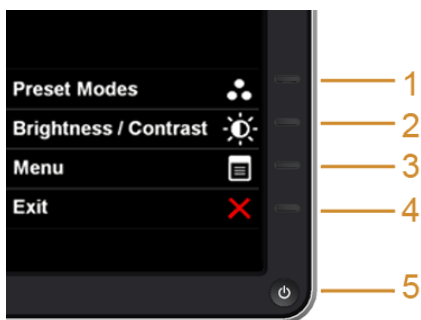 Preset Modes 1
Brightness / Contrast 2
Menu 3
Exit 4
5